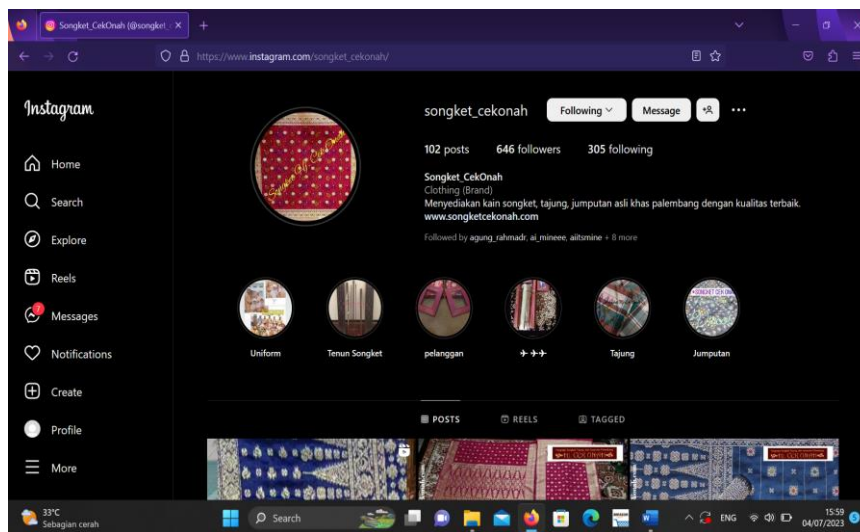 Songket_CekOnah (@songket_
https://www.instagram.com/songket_cekonah/
Instagram
Home
Search
Explore
Reels
7
Messages
Notifications
Create
Profile
More
songket_cekonah
Following
Message
102 posts 646 followers 305 following
Songket_CekOnah
Clothing (Brand)
Menyediakan kain songket, tajung, jumputan asli khas palembang dengan kualitas terbaik.
www.songketcekonah.com
Followed by agung_rahmadr, ai_mineee, aiitsmine + 8 more
Uniform
Tenun Songket
pelanggan
Tajung
Jumputan
POSTS
REELS
TAGGED
33°C
Sebagian cerah
Search
ENG
15:59
04/07/2023
5